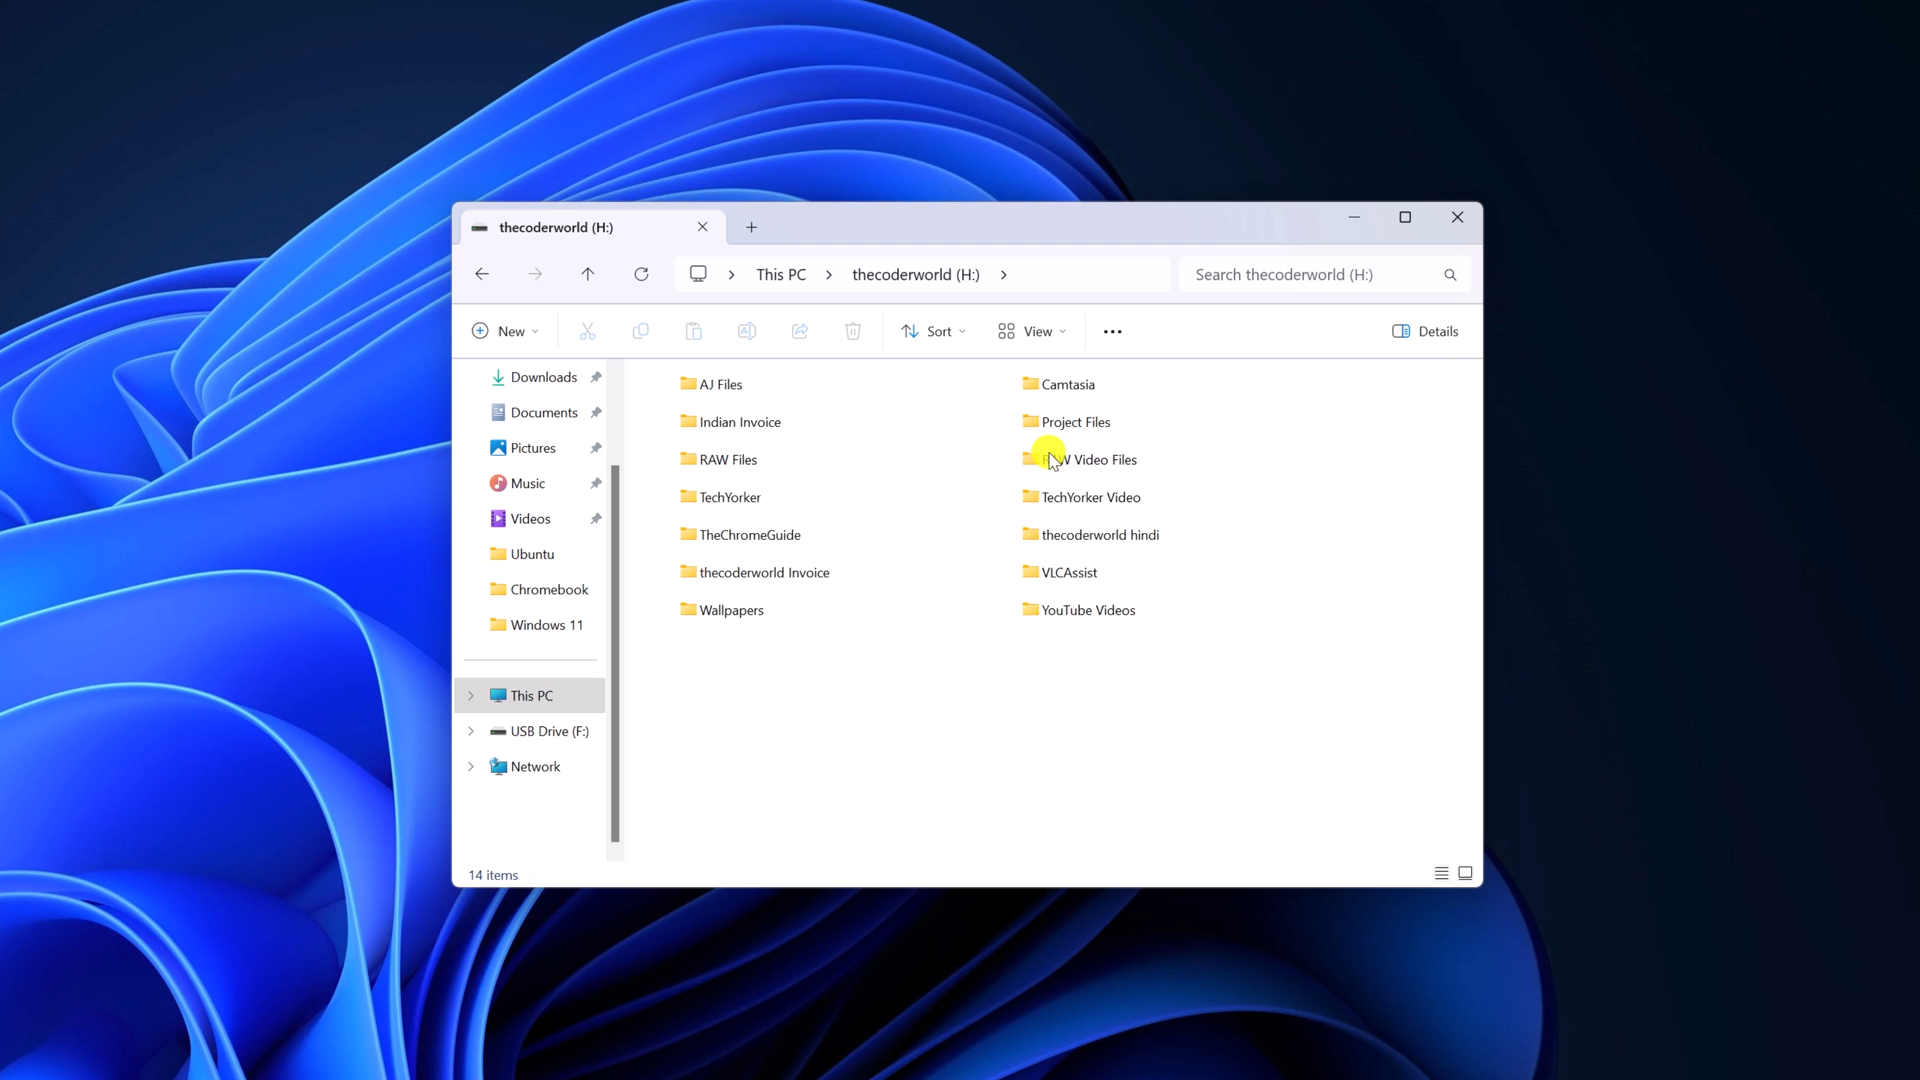 thecoderworld (H:)
This PC
thecoderworld (H:)
Search thecoderworld (H:)
New
Sort
View
Details
Downloads
Documents
Pictures
Music
Videos
Ubuntu
Chromebook
Windows 11
This PC
USB Drive (F:)
Network
AJ Files
Camtasia
Indian Invoice
Project Files
RAW Files
RAW Video Files
TechYorker
TechYorker Video
TheChromeGuide
thecoderworld hindi
thecoderworld Invoice
VLCAssist
Wallpapers
YouTube Videos
14 items